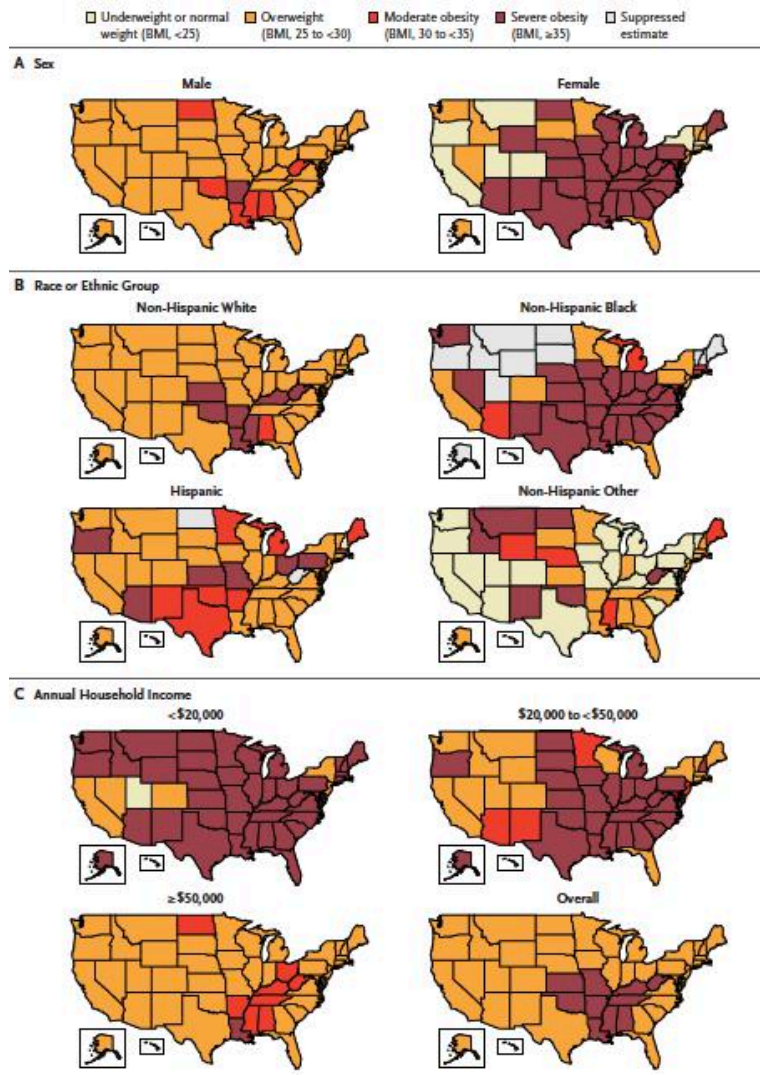 Underweight or normal weight (BMI, <25)
Overweight (BMI, 25 to <30)
Moderate obesity (BMI, 30 to <35)
Severe obesity (BMI, ≥35)
Suppressed estimate
A Sex
Male
Female
B Race or Ethnic Group
Non-Hispanic White
Non-Hispanic Black
Hispanic
Non-Hispanic Other
C Annual Household Income
<$20,000
$20,000 to <$50,000
≥$50,000
Overall